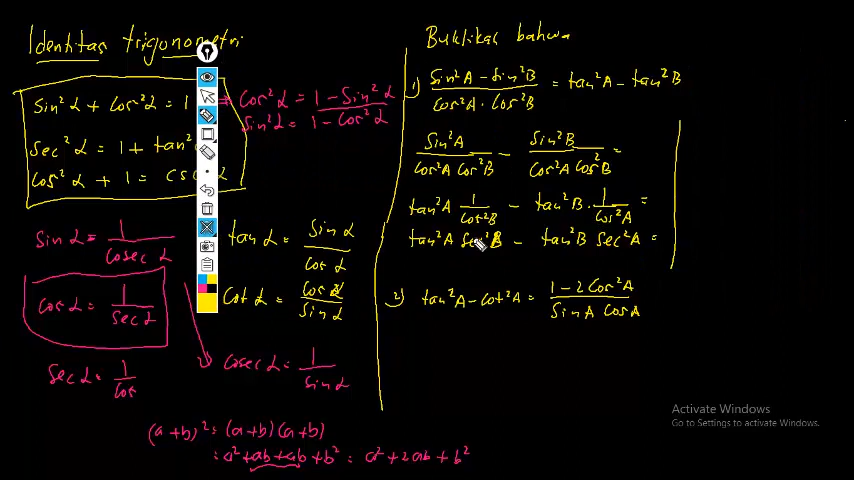 Identitas trigonometri
Sin²α + Cos²α = 1
⇒ Cos²α = 1 - Sin²α
Sin²α = 1 - Cos²α
Sec²α = 1 + tan²
Cos²α + 1 = csc α
Sin α = 1/Cosec α
Cos α = 1/Sec α
Sec α = 1/Cos
tan α = Sin α/Cos α
Cot α = Cos α/Sin α
Cosec α = 1/Sin α
(a+b)² = (a+b)(a+b)
= a² + ab + ab + b² = a² + 2ab + b²
Buktikan bahwa
1) (Sin²A - Sin²B)/(Cos²A · Cos²B) = tan²A - tan²B
Sin²A/(Cos²A Cos²B) - Sin²B/(Cos²A Cos²B) =
tan²A 1/Cos²B - tan²B · 1/Cos²A =
tan²A Sec²B - tan²B Sec²A =
2) tan²A - cot²A = (1 - 2Cos²A)/(Sin A Cos A)
Activate Windows
Go to Settings to activate Windows.